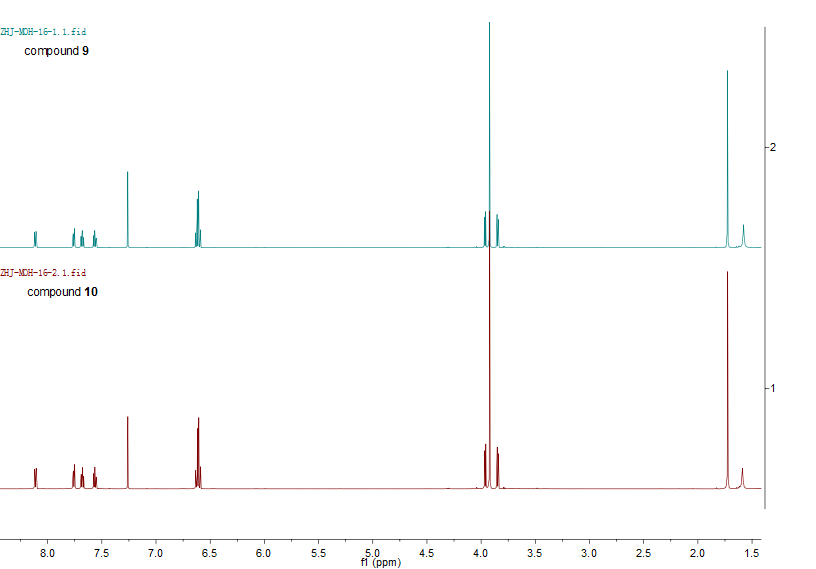 ZHJ-MOH-16-1.1.fid
compound 9
2
ZHJ-MOH-16-2.1.fid
compound 10
1
8.0 7.5 7.0 6.5 6.0 5.5 5.0 4.5 4.0 3.5 3.0 2.5 2.0 1.5
f1 (ppm)